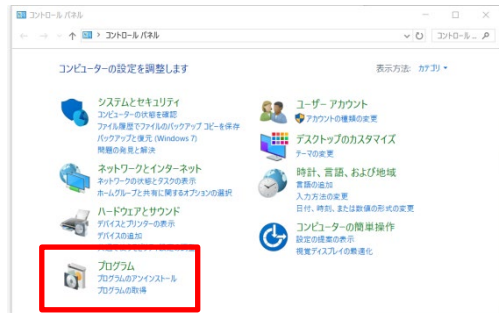 コントロール パネル
コントロール パネル
コントロール ...
コンピューターの設定を調整します
表示方法: カテゴリ
システムとセキュリティ
コンピューターの状態を確認
ファイル履歴でファイルのバックアップ コピーを保存
バックアップと復元 (Windows 7)
問題の発見と解決
ネットワークとインターネット
ネットワークの状態とタスクの表示
ホームグループと共有に関するオプションの選択
ハードウェアとサウンド
デバイスとプリンターの表示
デバイスの追加
プログラム
プログラムのアンインストール
プログラムの取得
ユーザー アカウント
アカウントの種類の変更
デスクトップのカスタマイズ
テーマの変更
時計、言語、および地域
言語の追加
入力方法の変更
日付、時刻、または数値の形式の変更
コンピューターの簡単操作
設定の提案の表示
視覚ディスプレイの最適化